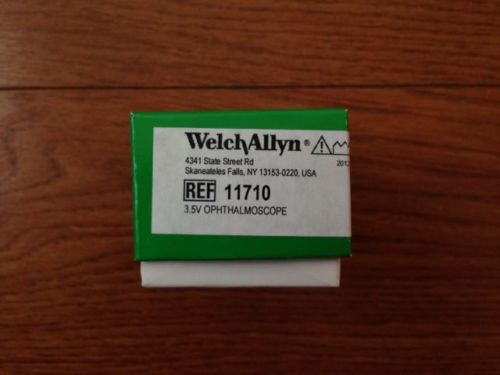 WelchAllyn®
4341 State Street Rd
Skaneateles Falls, NY 13153-0220, USA
REF 11710
3.5V OPHTHALMOSCOPE